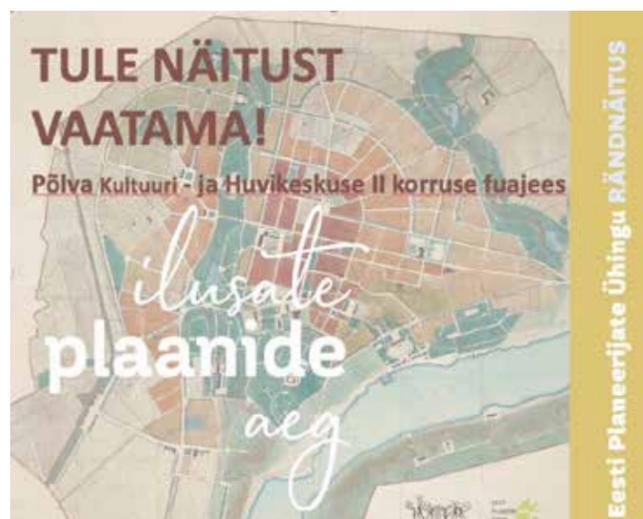 TULE NÄITUST
VAATAMA!
Põlva Kultuuri - ja Huvikeskuse II korruse fuajees
ilusate
plaanide
aeg
Eesti Planeerijate Ühingu RÄNDNÄITUS